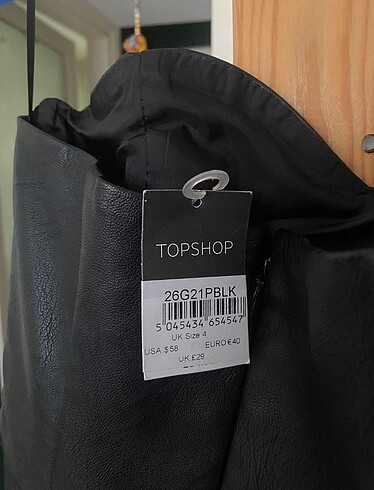 TOPSHOP
26G21PBLK
5 045434 654547
UK Size 4
USA $58 EURO €40
UK £29